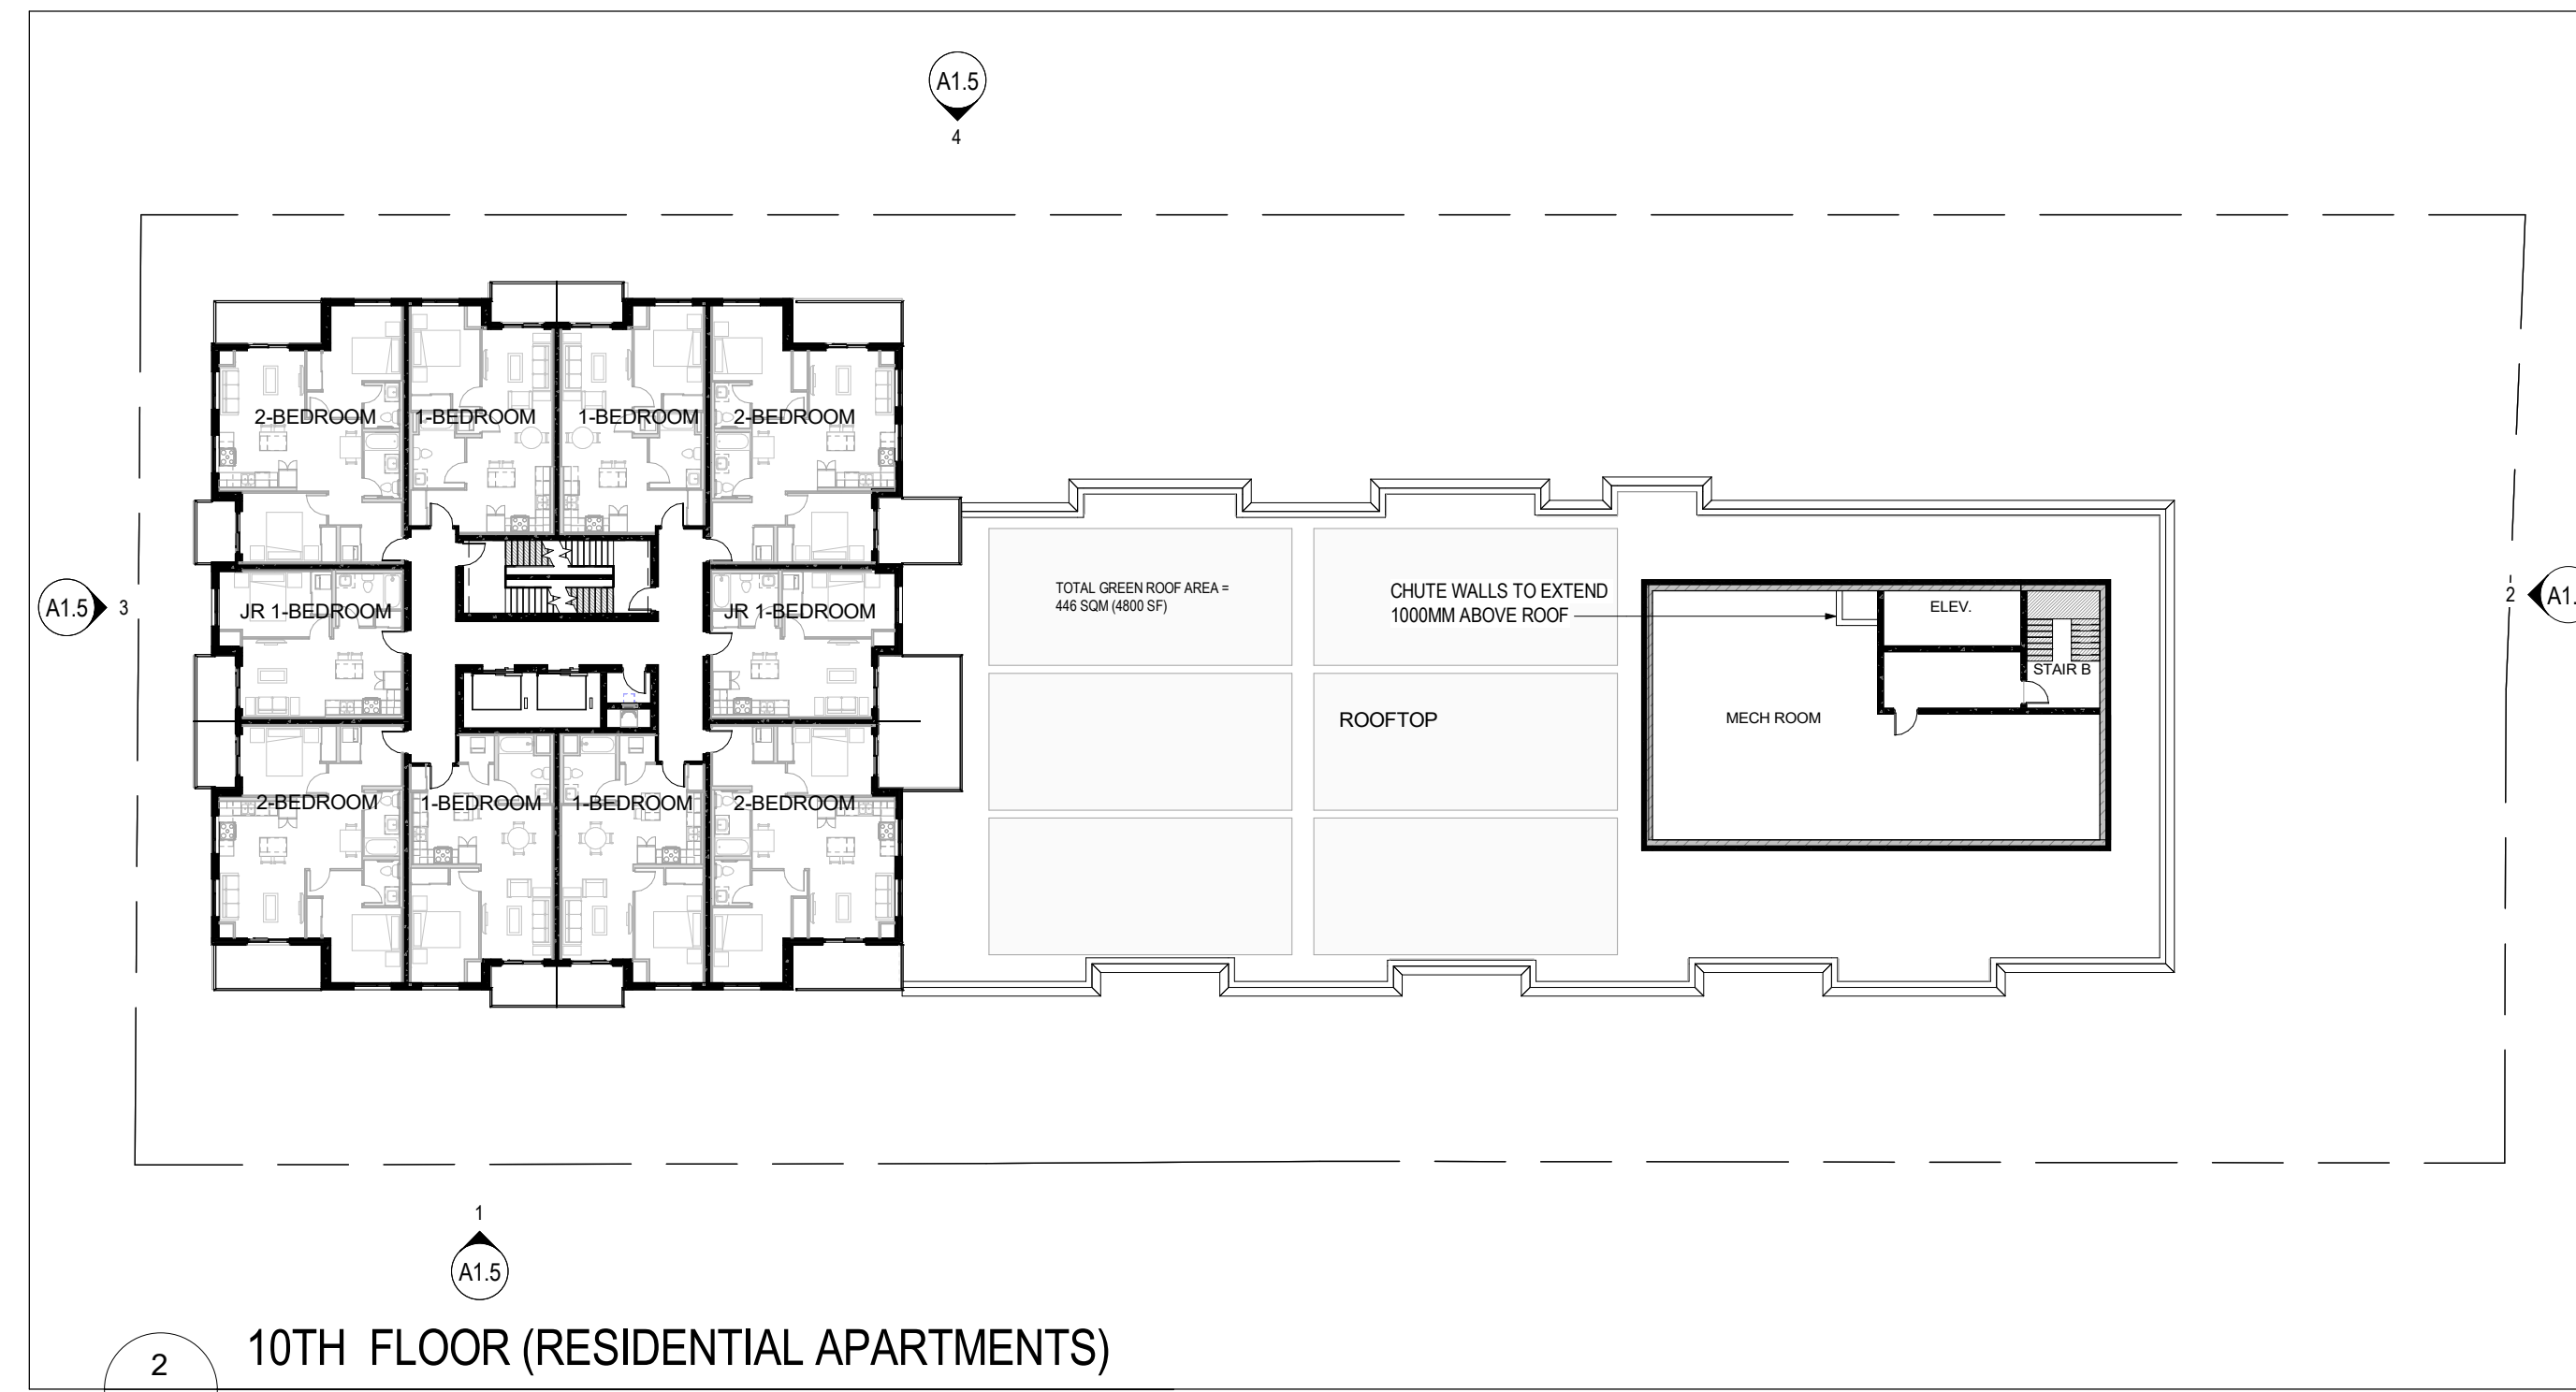 A1.5
4
2-BEDROOM
1-BEDROOM
1-BEDROOM
2-BEDROOM
TOTAL GREEN ROOF AREA =
446 SQM (4800 SF)
CHUTE WALLS TO EXTEND
1000MM ABOVE ROOF
ELEV.
A1.5
3
JR 1-BEDROOM
JR 1-BEDROOM
2
A1.
STAIR B
ROOFTOP
MECH ROOM
2-BEDROOM
1-BEDROOM
1-BEDROOM
2-BEDROOM
1
A1.5
2
10TH FLOOR (RESIDENTIAL APARTMENTS)